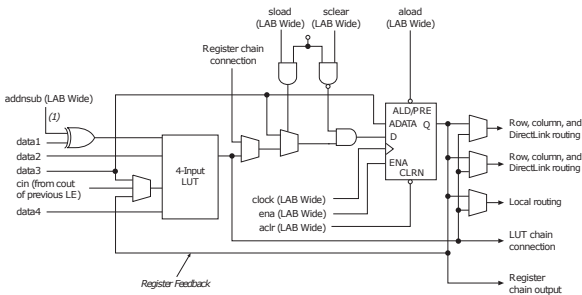 sload
(LAB Wide)
sclear
(LAB Wide)
aload
(LAB Wide)
Register chain
connection
addnsub (LAB Wide)
(1)
data1
data2
data3
cin (from cout
of previous LE)
data4
4-Input
LUT
ALD/PRE
ADATA Q
D
ENA
CLRN
clock (LAB Wide)
ena (LAB Wide)
aclr (LAB Wide)
Row, column, and
DirectLink routing
Row, column, and
DirectLink routing
Local routing
LUT chain
connection
Register
chain output
Register Feedback